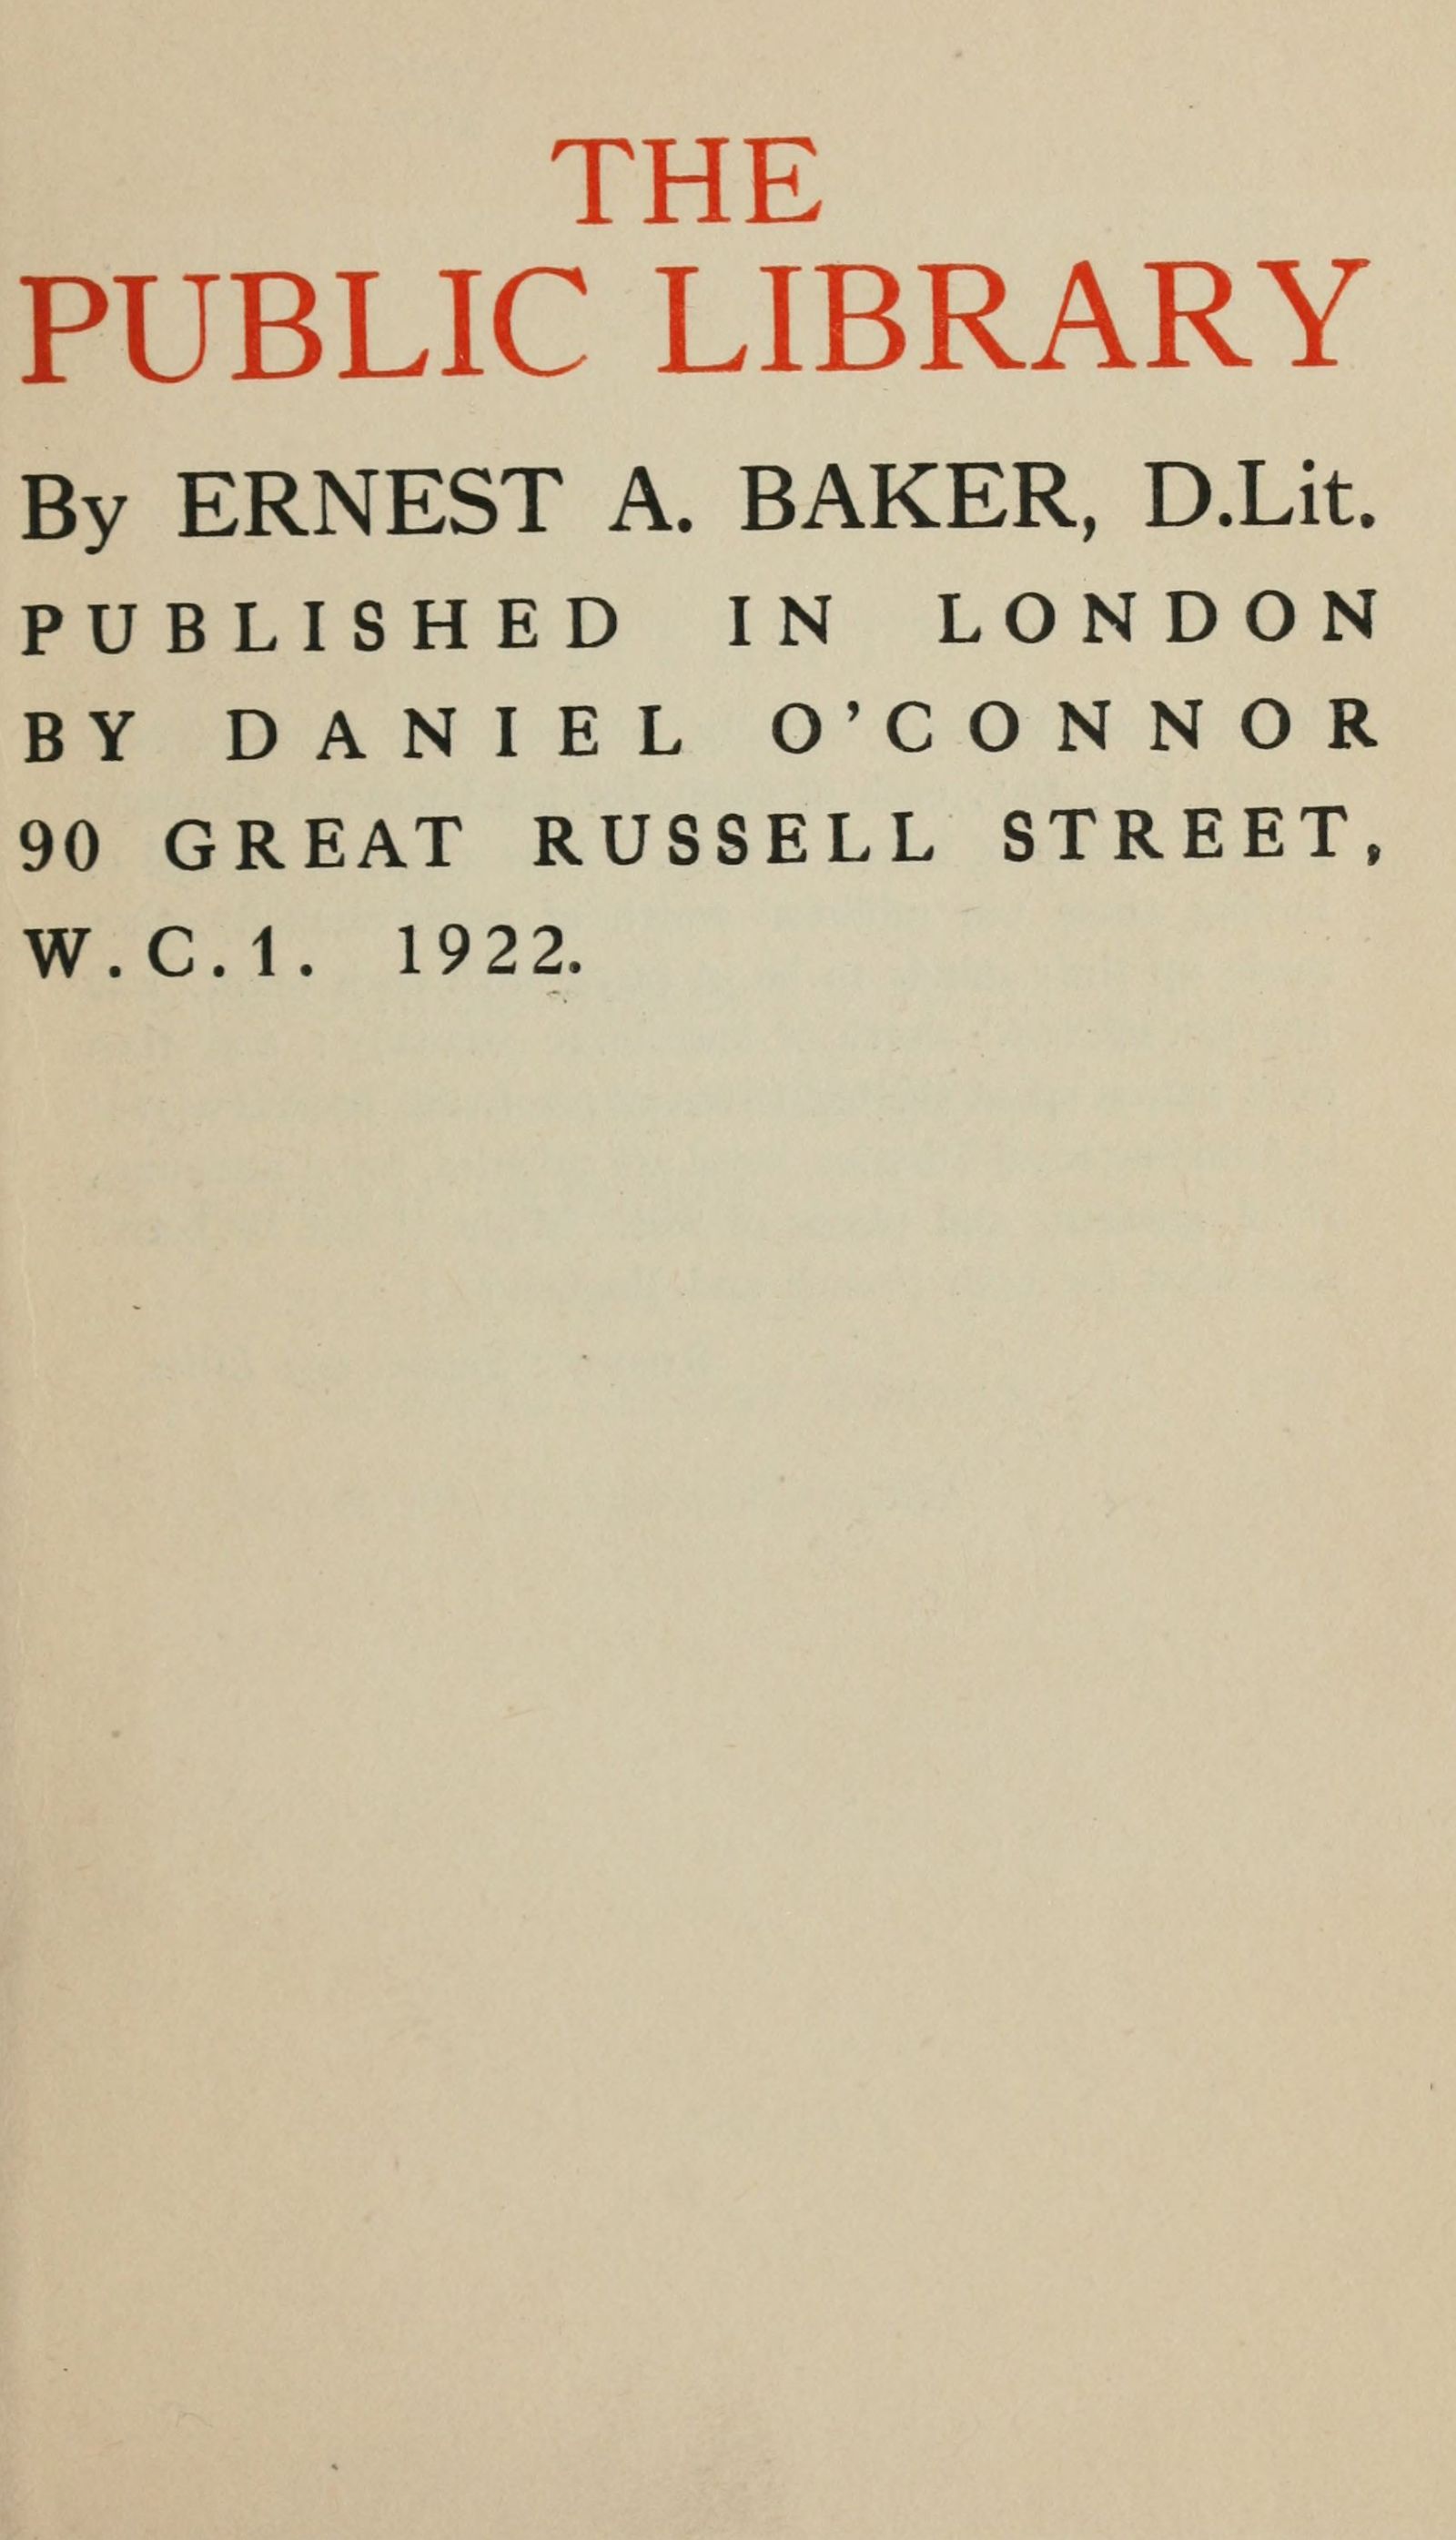 THE
PUBLIC LIBRARY
By ERNEST A. BAKER, D.Lit.
PUBLISHED IN LONDON
BY DANIEL O'CONNOR
90 GREAT RUSSELL STREET,
W.C.1. 1922.